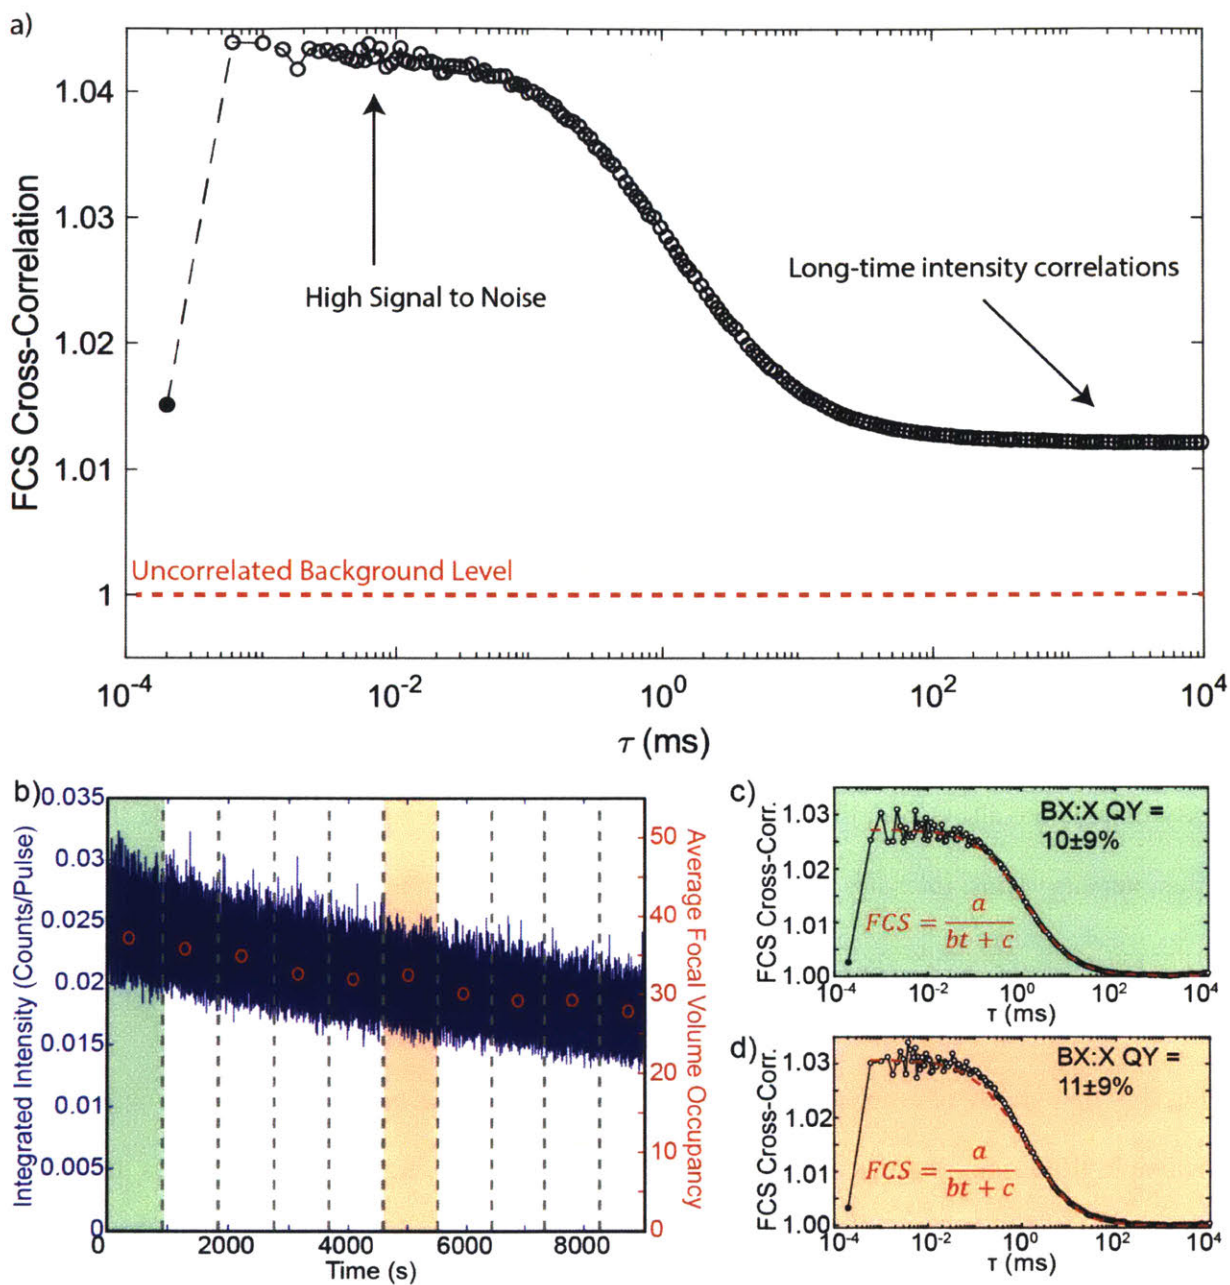 a)
FCS Cross-Correlation
1.04
1.03
1.02
1.01
1
High Signal to Noise
Long-time intensity correlations
Uncorrelated Background Level
10⁻⁴ 10⁻² 10⁰ 10² 10⁴
τ (ms)
b)
Integrated Intensity (Counts/Pulse)
0.035
0.03
0.025
0.02
0.015
0.01
0.005
0
0 2000 4000 6000 8000
Time (s)
50
40
30
20
10
0
Average Focal Volume Occupancy
c)
FCS Cross-Corr.
1.03
1.02
1.01
1.00
BX:X QY =
10±9%
FCS = a / (bt + c)
10⁻⁴ 10⁻² 10⁰ 10² 10⁴
τ (ms)
d)
FCS Cross-Corr.
1.03
1.02
1.01
1.00
BX:X QY =
11±9%
FCS = a / (bt + c)
10⁻⁴ 10⁻² 10⁰ 10² 10⁴
τ (ms)